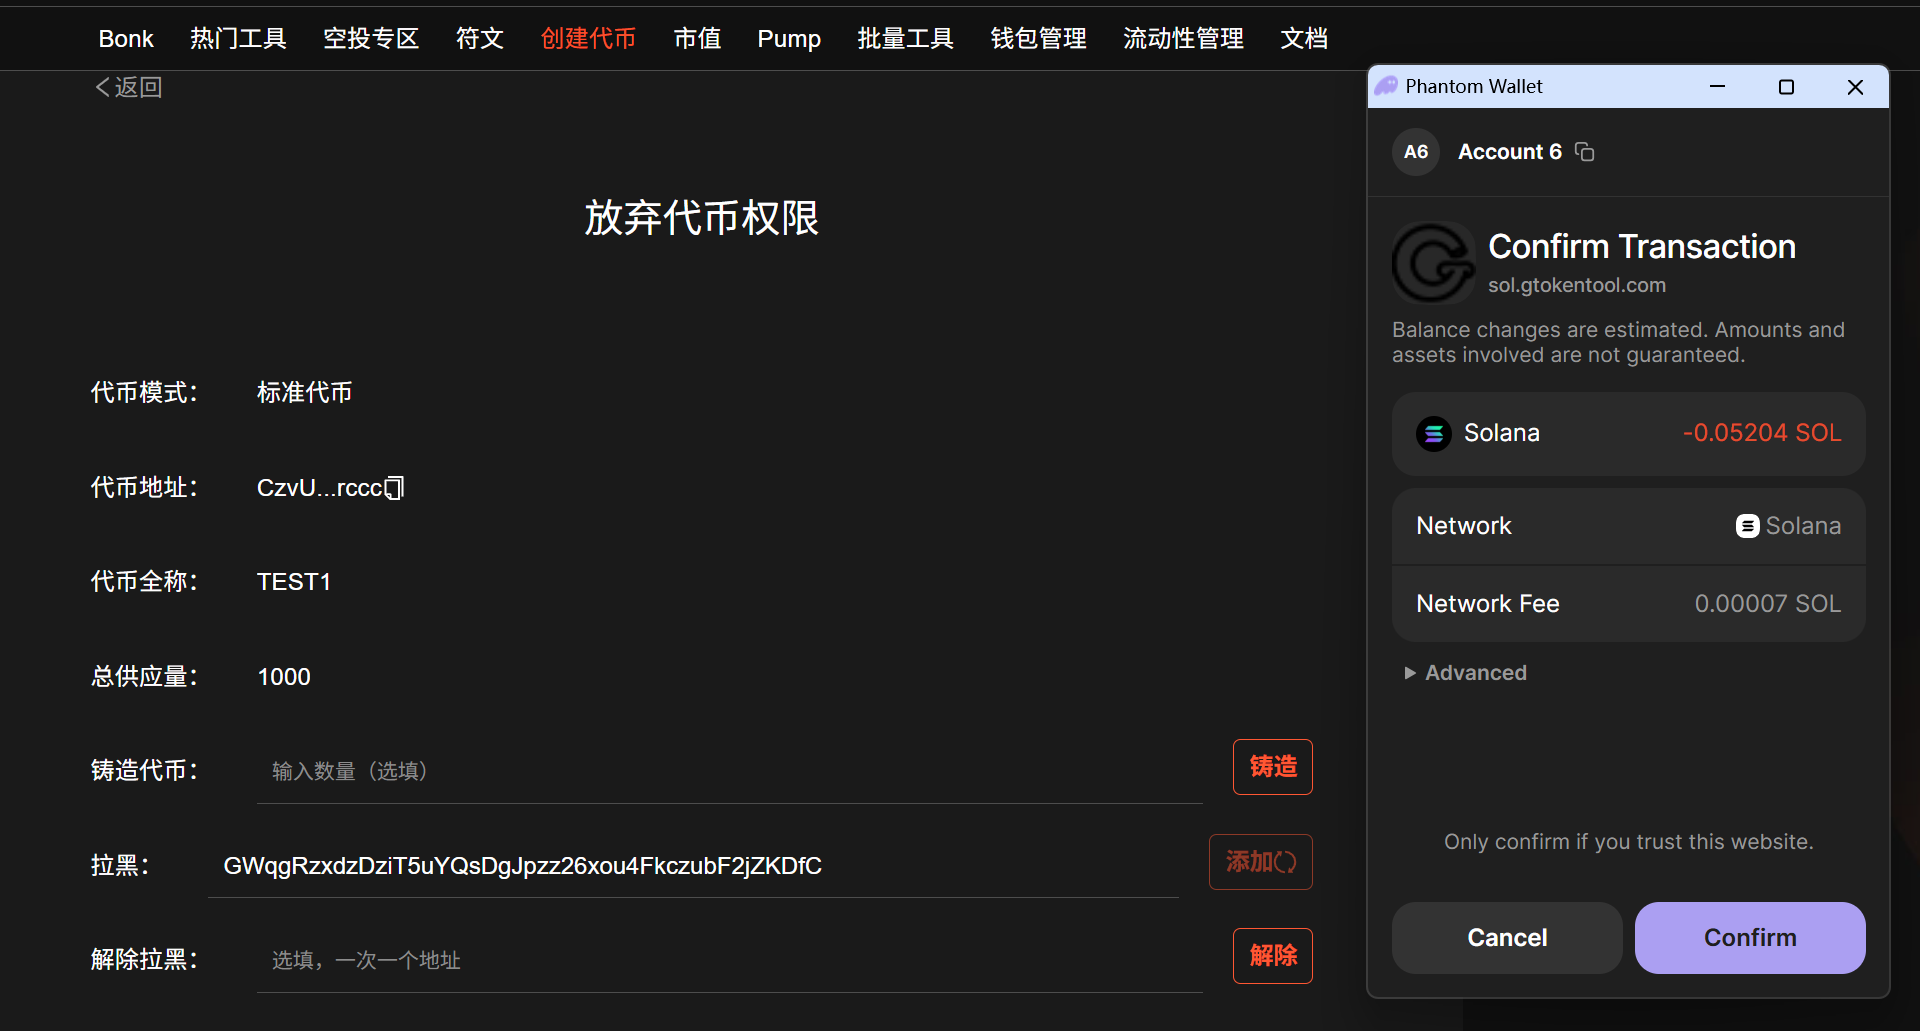 Bonk 热门工具 空投专区 符文 创建代币 市值 Pump 批量工具 钱包管理 流动性管理 文档
返回
放弃代币权限
代币模式： 标准代币
代币地址： CzvU...rccc
代币全称： TEST1
总供应量： 1000
铸造代币： 输入数量（选填） 铸造
拉黑： GWqgRzxdzDziT5uYQsDgJpzz26xou4FkczubF2jZKDfC 添加
解除拉黑： 选填，一次一个地址 解除
Phantom Wallet
A6 Account 6
Confirm Transaction
sol.gtokentool.com
Balance changes are estimated. Amounts and
assets involved are not guaranteed.
Solana -0.05204 SOL
Network Solana
Network Fee 0.00007 SOL
Advanced
Only confirm if you trust this website.
Cancel Confirm